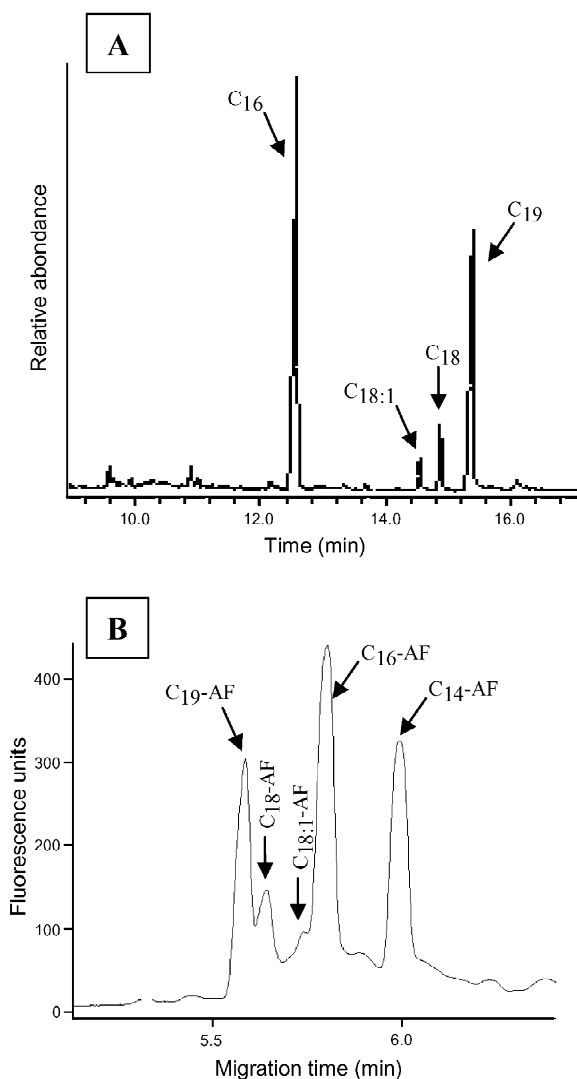 A
C16
C19
C18
C18:1
Relative abundance
10.0 12.0 14.0 16.0
Time (min)
B
C16-AF
C14-AF
C19-AF
C18-AF
C18:1-AF
Fluorescence units
400
300
200
100
0
5.5 6.0
Migration time (min)